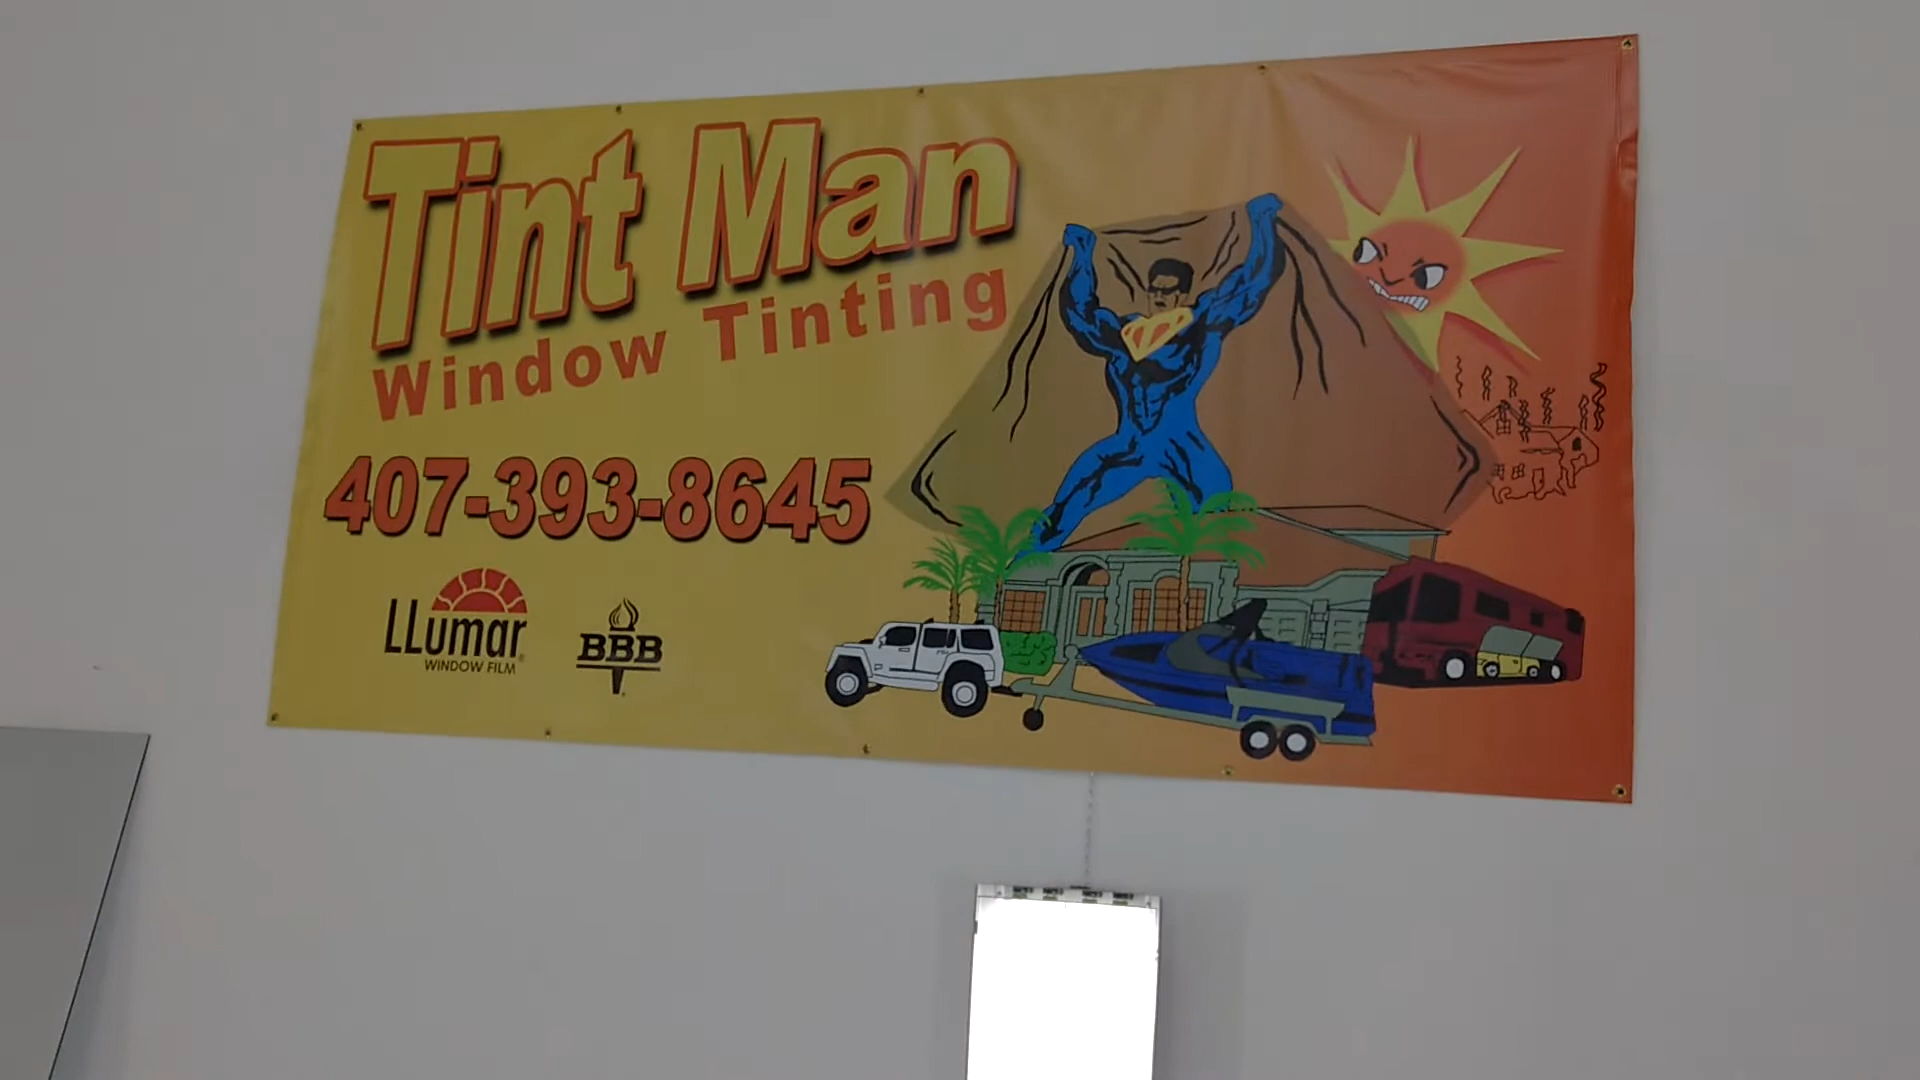 Tint Man
Window Tinting
407-393-8645
LLumar
WINDOW FILM
BBB